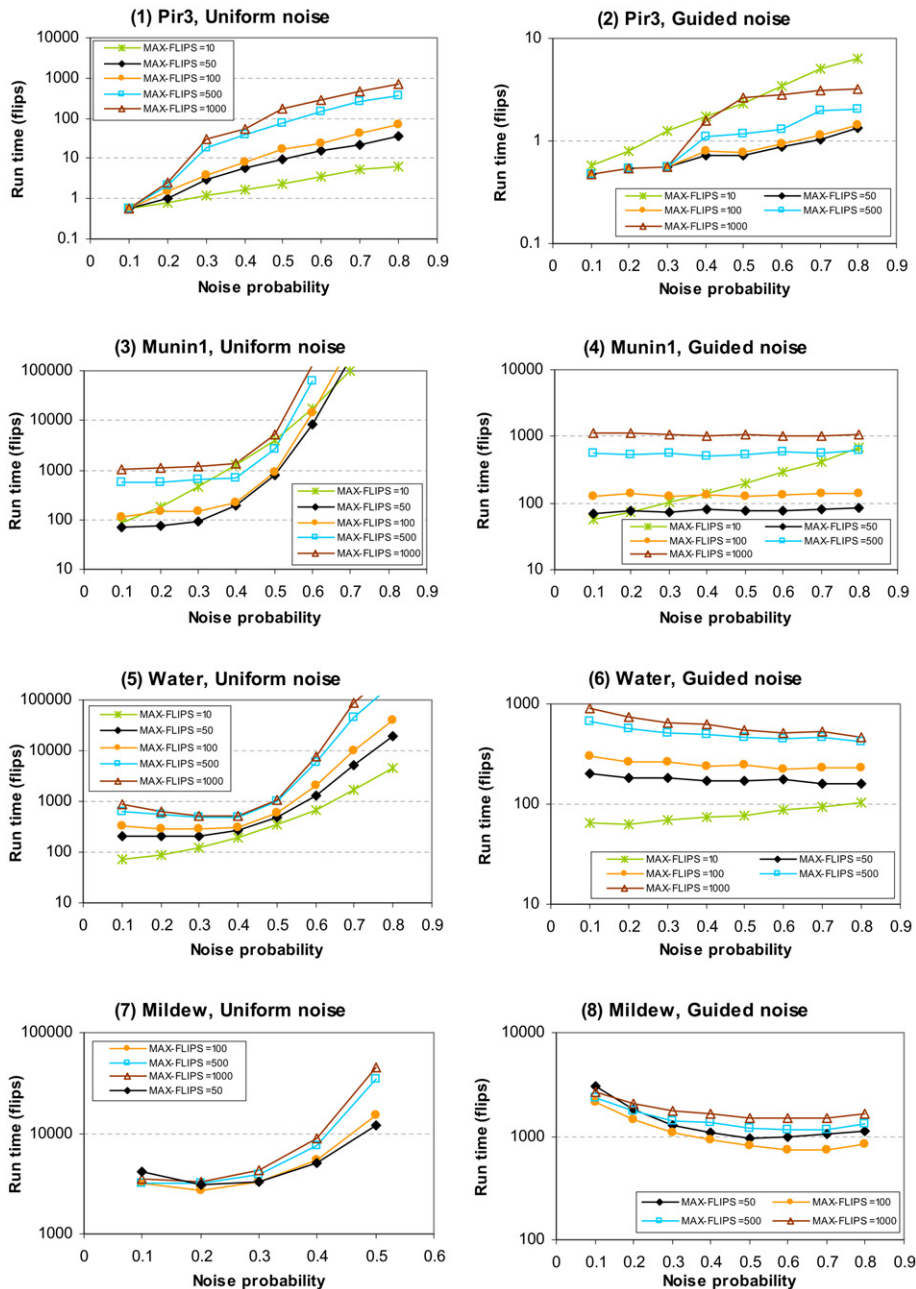 (1) Pir3, Uniform noise
10000
1000
100
10
1
0.1
Run time (flips)
MAX-FLIPS =10
MAX-FLIPS =50
MAX-FLIPS =100
MAX-FLIPS =500
MAX-FLIPS =1000
0 0.1 0.2 0.3 0.4 0.5 0.6 0.7 0.8 0.9
Noise probability
(2) Pir3, Guided noise
10
1
0.1
Run time (flips)
MAX-FLIPS =10 MAX-FLIPS =50
MAX-FLIPS =100 MAX-FLIPS =500
MAX-FLIPS =1000
0 0.1 0.2 0.3 0.4 0.5 0.6 0.7 0.8 0.9
Noise probability
(3) Munin1, Uniform noise
100000
10000
1000
100
10
Run time (flips)
MAX-FLIPS =10
MAX-FLIPS =50
MAX-FLIPS =100
MAX-FLIPS =500
MAX-FLIPS =1000
0 0.1 0.2 0.3 0.4 0.5 0.6 0.7 0.8 0.9
Noise probability
(4) Munin1, Guided noise
10000
1000
100
10
Run time (flips)
MAX-FLIPS =10 MAX-FLIPS =50
MAX-FLIPS =100 MAX-FLIPS =500
MAX-FLIPS =1000
0 0.1 0.2 0.3 0.4 0.5 0.6 0.7 0.8 0.9
Noise probability
(5) Water, Uniform noise
100000
10000
1000
100
10
Run time (flips)
MAX-FLIPS =10
MAX-FLIPS =50
MAX-FLIPS =100
MAX-FLIPS =500
MAX-FLIPS =1000
0 0.1 0.2 0.3 0.4 0.5 0.6 0.7 0.8 0.9
Noise probability
(6) Water, Guided noise
1000
100
10
Run time (flips)
MAX-FLIPS =10 MAX-FLIPS =50
MAX-FLIPS =100 MAX-FLIPS =500
MAX-FLIPS =1000
0 0.1 0.2 0.3 0.4 0.5 0.6 0.7 0.8 0.9
Noise probability
(7) Mildew, Uniform noise
100000
10000
1000
Run time (flips)
MAX-FLIPS =100
MAX-FLIPS =500
MAX-FLIPS =1000
MAX-FLIPS =50
0 0.1 0.2 0.3 0.4 0.5 0.6
Noise probability
(8) Mildew, Guided noise
10000
1000
100
Run time (flips)
MAX-FLIPS =50 MAX-FLIPS =100
MAX-FLIPS =500 MAX-FLIPS =1000
0 0.1 0.2 0.3 0.4 0.5 0.6 0.7 0.8 0.9
Noise probability